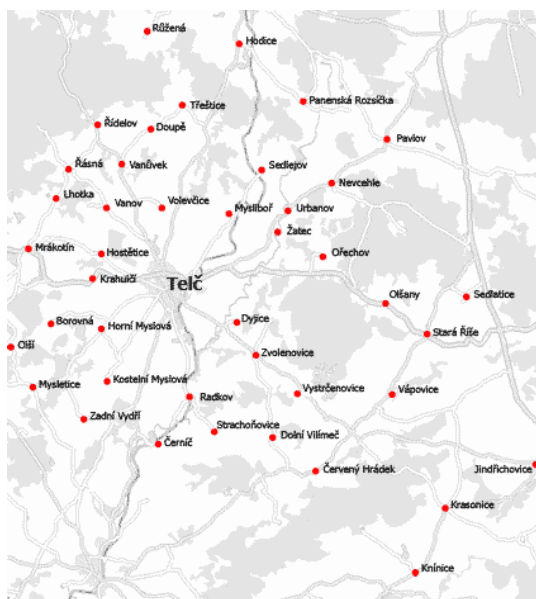 Růžená
Hodice
Třeštice
Panenská Rozsíčka
Řídelov
Doupě
Pavlov
Řásná
Vanůvek
Sedlejov
Nevcehle
Lhotka
Vanov
Volevčice
Mysliboř
Urbanov
Žatec
Mrákotín
Hostětice
Ořechov
Krahulčí
Telč
Olšany
Sedlatice
Borovná
Horní Myslová
Dyjice
Stará Říše
Olší
Zvolenovice
Mysletice
Kostelní Myslová
Radkov
Vystrčenovice
Vápovice
Zadní Vydří
Strachoňovice
Dolní Vilímeč
Černíč
Červený Hrádek
Jindřichovice
Krasonice
Knínice